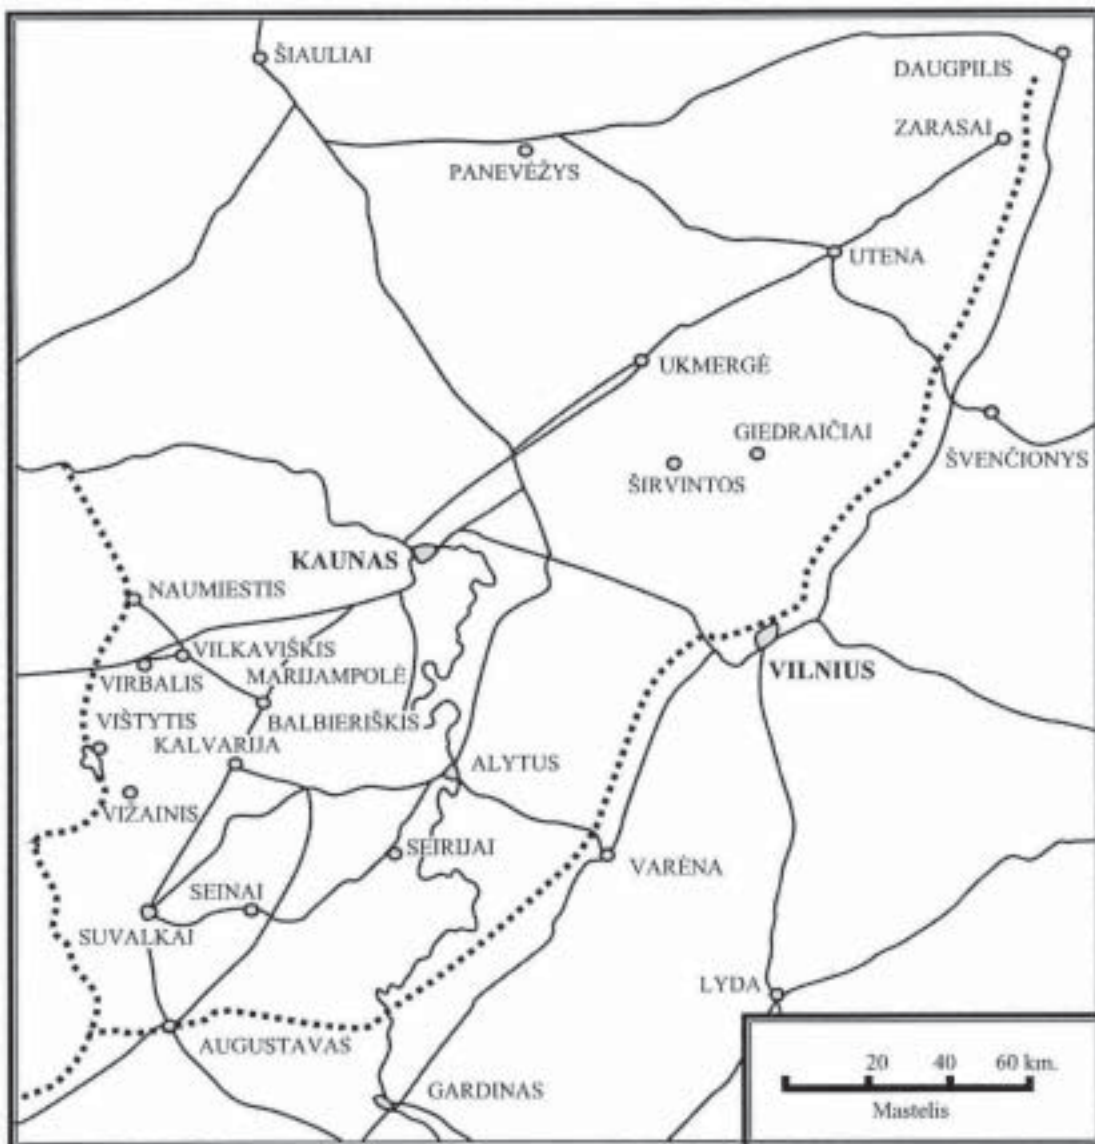 ŠIAULIAI
DAUGPILIS
ZARASAI
PANEVĖŽYS
UTENA
UKMERGĖ
GIEDRAIČIAI
ŠIRVINTOS
ŠVENČIONYS
KAUNAS
NAUMIESTIS
VILKAVIŠKIS
VIRBALIS
MARIJAMPOLĖ
VILNIUS
VIŠTYTIS
BALBIERIŠKIS
KALVARIJA
ALYTUS
VIŽAINIS
SEIRIJAI
VARĖNA
SEINAI
SUVALKAI
LYDA
AUGUSTAVAS
GARDINAS
20 40 60 km.
Mastelis